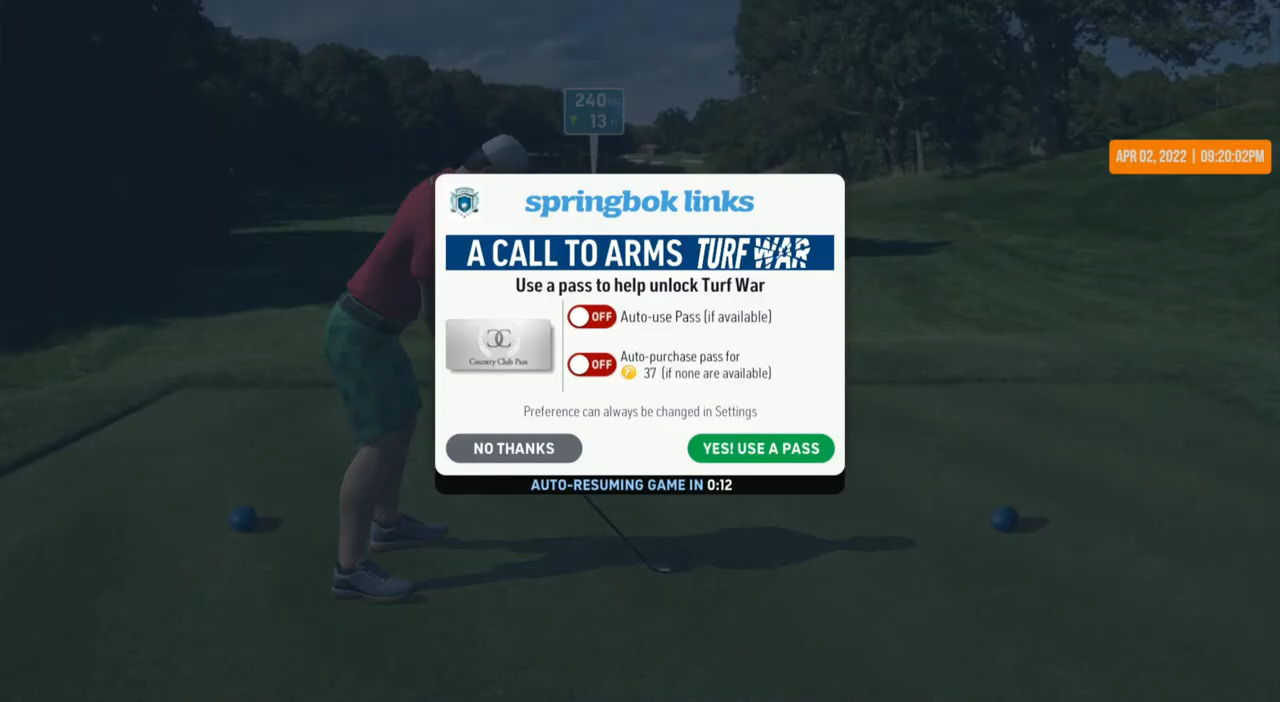 240 YDS
13 FT
APR 02, 2022 | 09:20:02PM
springbok links
A CALL TO ARMS TURF WAR
Use a pass to help unlock Turf War
OFF Auto-use Pass (if available)
Country Club Pass
OFF Auto-purchase pass for
37 (if none are available)
Preference can always be changed in Settings
NO THANKS
YES! USE A PASS
AUTO-RESUMING GAME IN 0:12